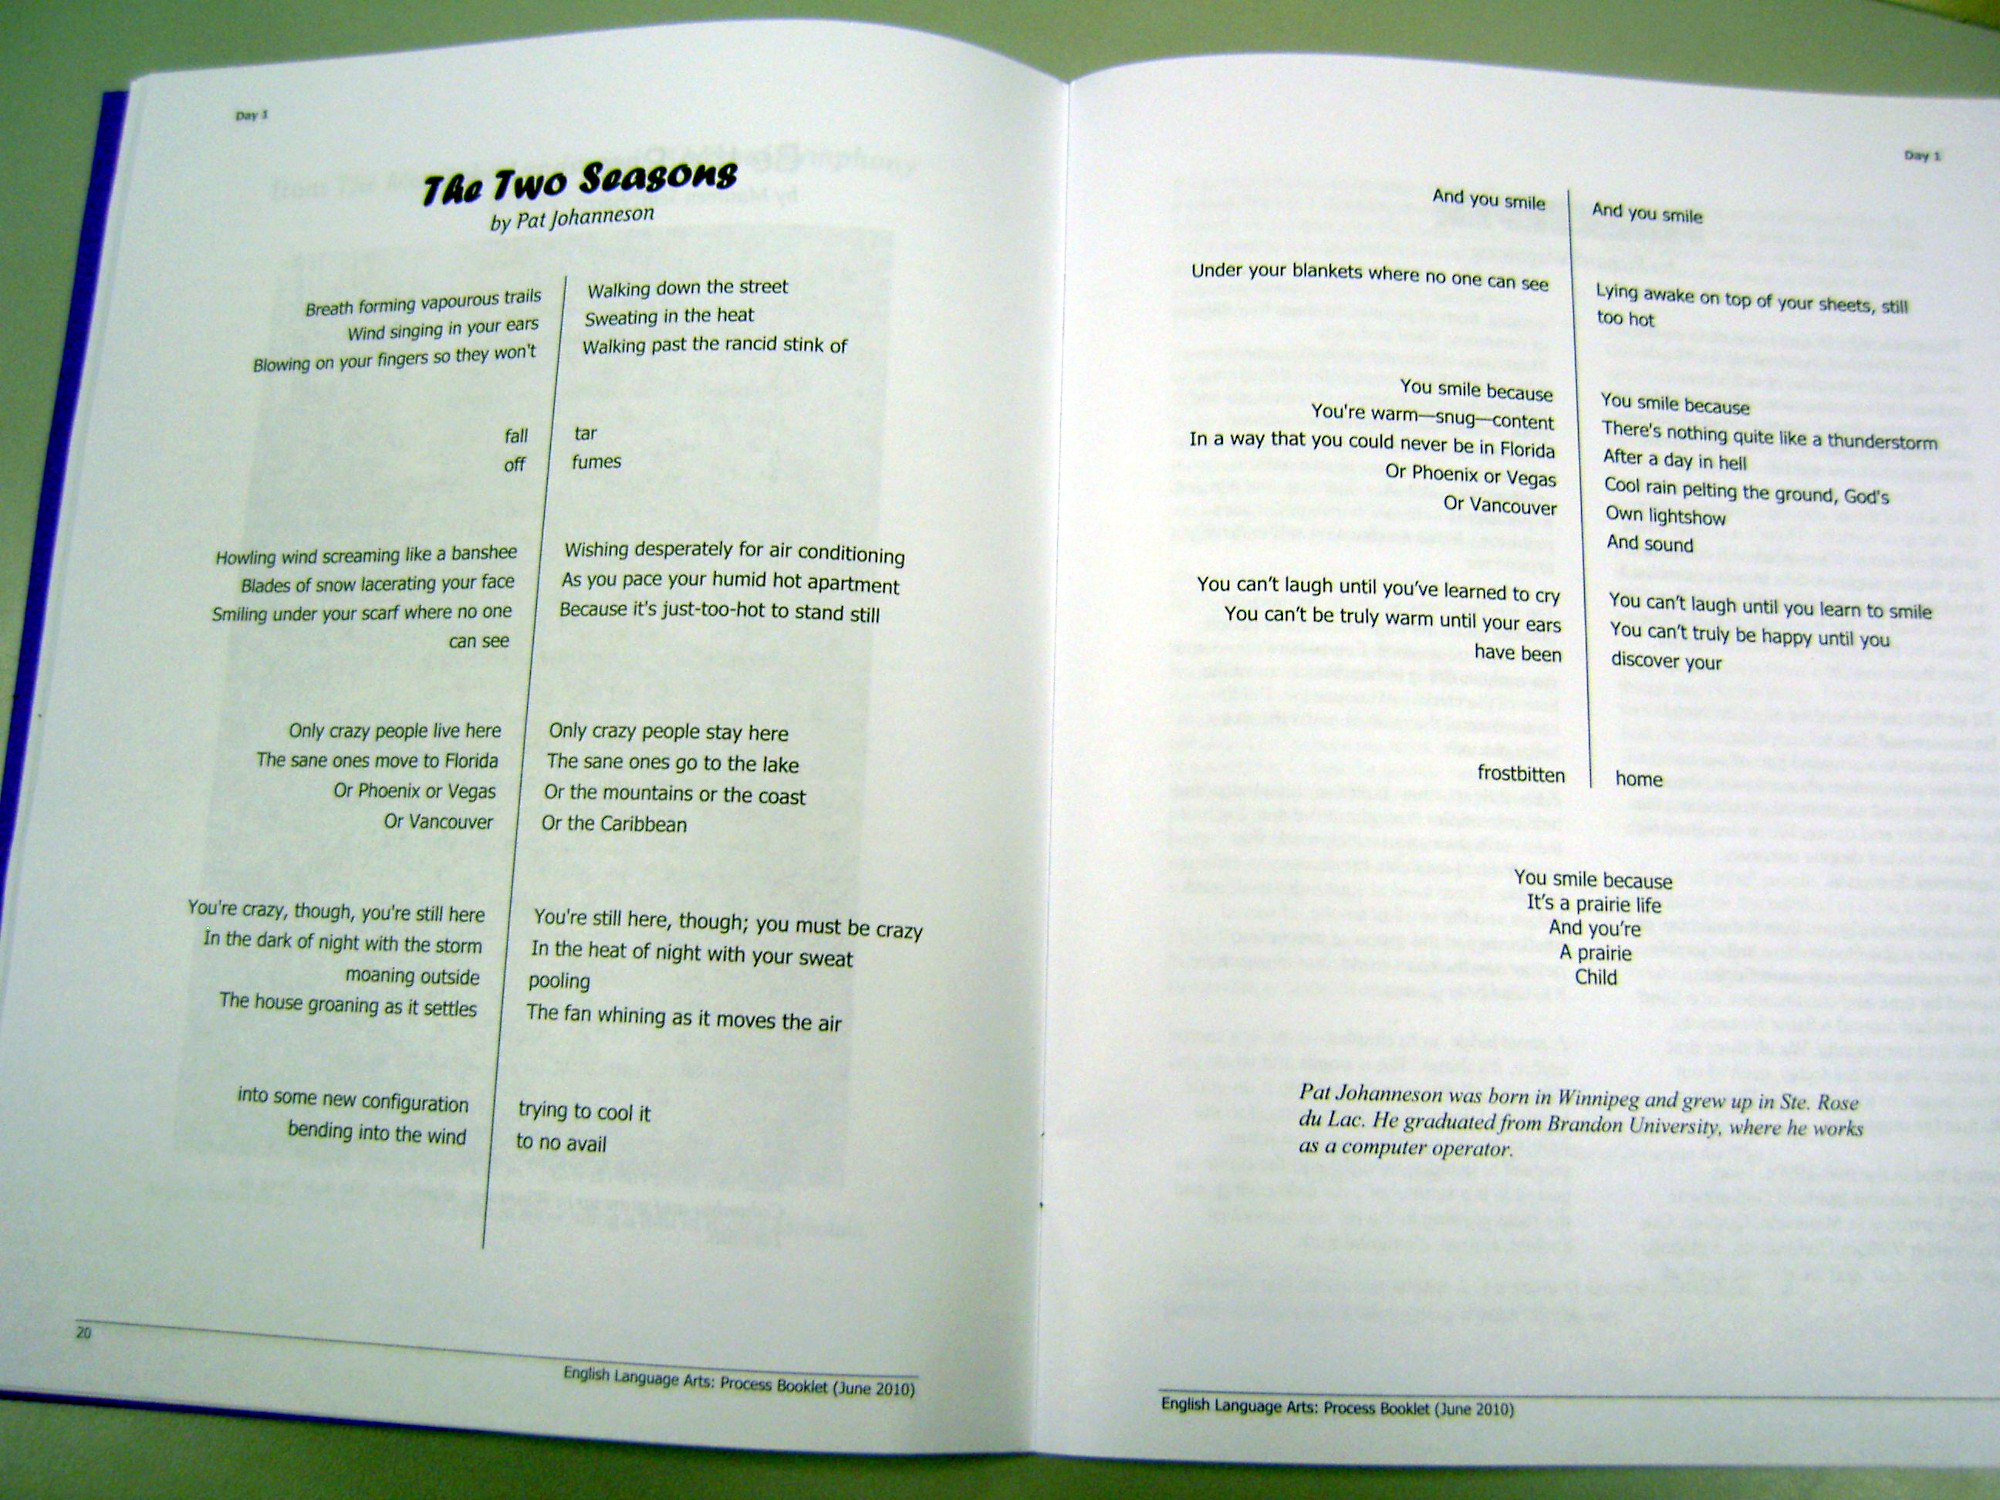 Day 1
The Two Seasons
by Pat Johanneson
Breath forming vapourous trails
Wind singing in your ears
Blowing on your fingers so they won't
fall
off
Howling wind screaming like a banshee
Blades of snow lacerating your face
Smiling under your scarf where no one
can see
Only crazy people live here
The sane ones move to Florida
Or Phoenix or Vegas
Or Vancouver
You're crazy, though, you're still here
In the dark of night with the storm
moaning outside
The house groaning as it settles
into some new configuration
bending into the wind
Walking down the street
Sweating in the heat
Walking past the rancid stink of
tar
fumes
Wishing desperately for air conditioning
As you pace your humid hot apartment
Because it's just-too-hot to stand still
Only crazy people stay here
The sane ones go to the lake
Or the mountains or the coast
Or the Caribbean
You're still here, though; you must be crazy
In the heat of night with your sweat
pooling
The fan whining as it moves the air
trying to cool it
to no avail
20
English Language Arts: Process Booklet (June 2010)
Day 1
And you smile
Under your blankets where no one can see
You smile because
You're warm—snug—content
In a way that you could never be in Florida
Or Phoenix or Vegas
Or Vancouver
You can't laugh until you've learned to cry
You can't be truly warm until your ears
have been
frostbitten
And you smile
Lying awake on top of your sheets, still
too hot
You smile because
There's nothing quite like a thunderstorm
After a day in hell
Cool rain pelting the ground, God's
Own lightshow
And sound
You can't laugh until you learn to smile
You can't truly be happy until you
discover your
home
You smile because
It's a prairie life
And you're
A prairie
Child
Pat Johanneson was born in Winnipeg and grew up in Ste. Rose
du Lac. He graduated from Brandon University, where he works
as a computer operator.
English Language Arts: Process Booklet (June 2010)